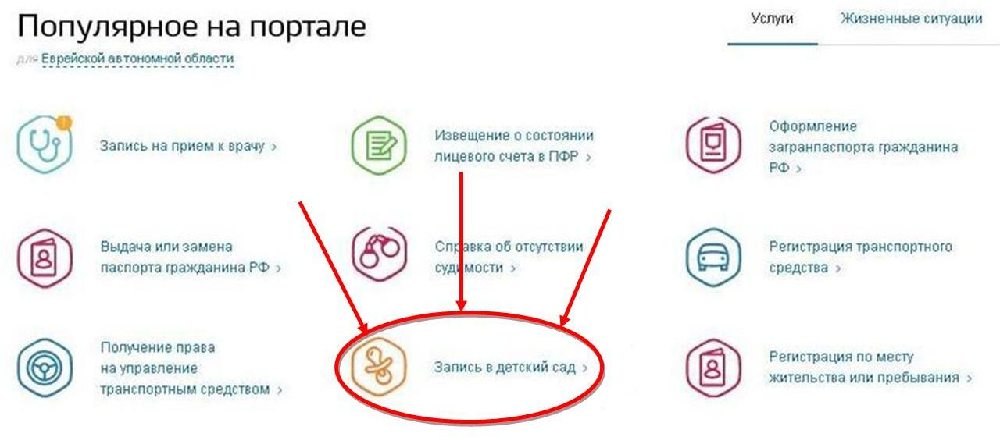 Популярное на портале
Услуги
Жизненные ситуации
для Еврейской автономной области
Запись на прием к врачу >
Извещение о состоянии
лицевого счета в ПФР >
Оформление
загранпаспорта гражданина
РФ >
Выдача или замена
паспорта гражданина РФ >
Справка об отсутствии
судимости >
Регистрация транспортного
средства >
Получение права
на управление
транспортным средством >
Запись в детский сад >
Регистрация по месту
жительства или пребывания >